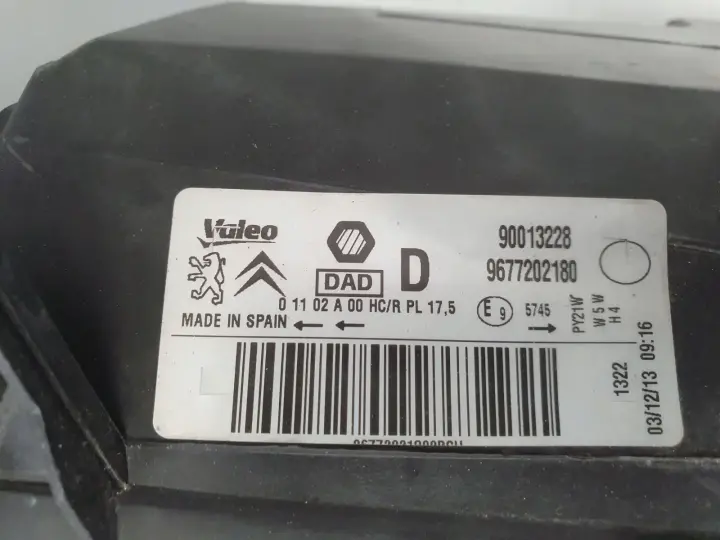 Valeo
DAD
D
90013228
9677202180
0 11 02 A 00 HC/R PL 17,5
E 9
5745
PY21W
W 5 W
H 4
MADE IN SPAIN
1322
03/12/13 09:16